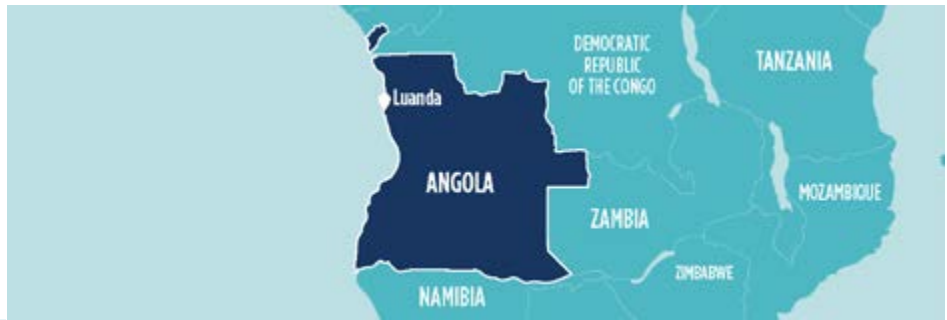 DEMOCRATIC
REPUBLIC
OF THE CONGO
TANZANIA
Luanda
ANGOLA
MOZAMBIQUE
ZAMBIA
ZIMBABWE
NAMIBIA